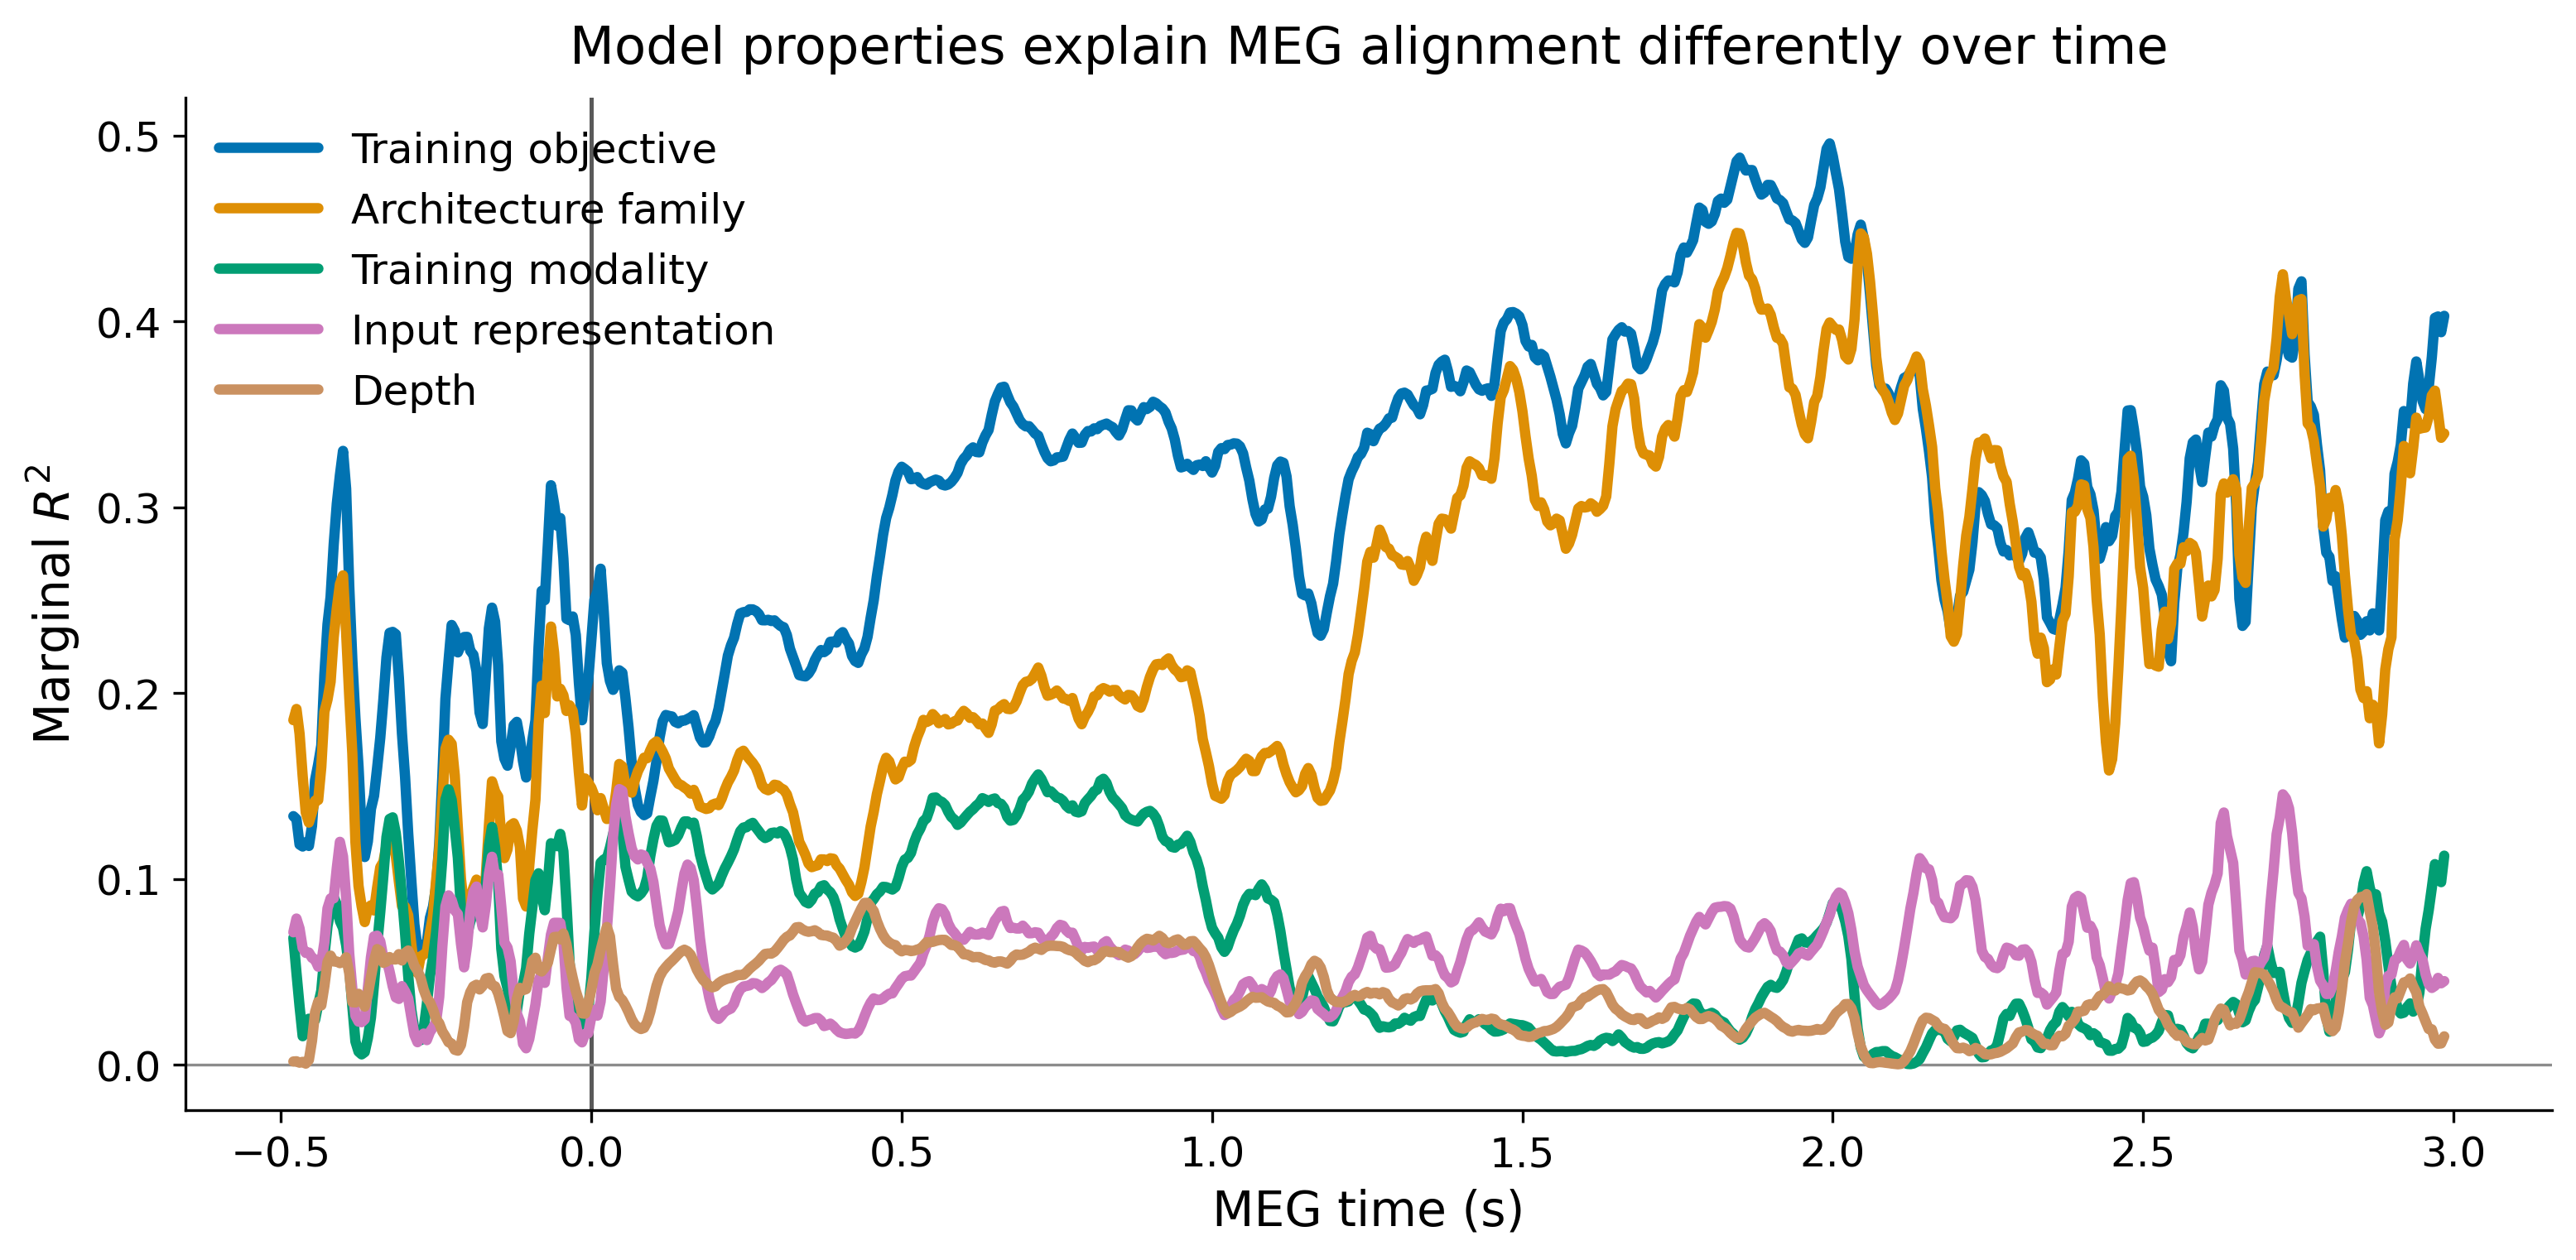 Model properties explain MEG alignment differently over time
Training objective
Architecture family
Training modality
Input representation
Depth
Marginal R²
0.5
0.4
0.3
0.2
0.1
0.0
−0.5 0.0 0.5 1.0 1.5 2.0 2.5 3.0
MEG time (s)